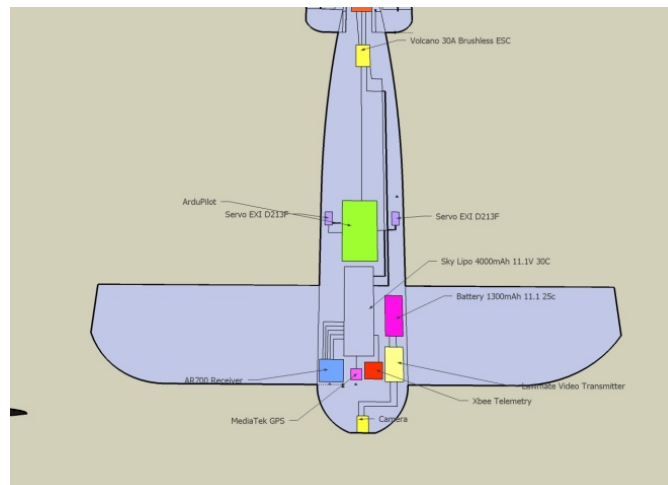 Volcano 30A Brushless ESC
ArduPilot
Servo EXI D213F
Servo EXI D213F
Sky Lipo 4000mAh 11.1V 30C
Battery 1300mAh 11.1 25c
AR700 Receiver
Lawmate Video Transmitter
Xbee Telemetry
MediaTek GPS
Camera